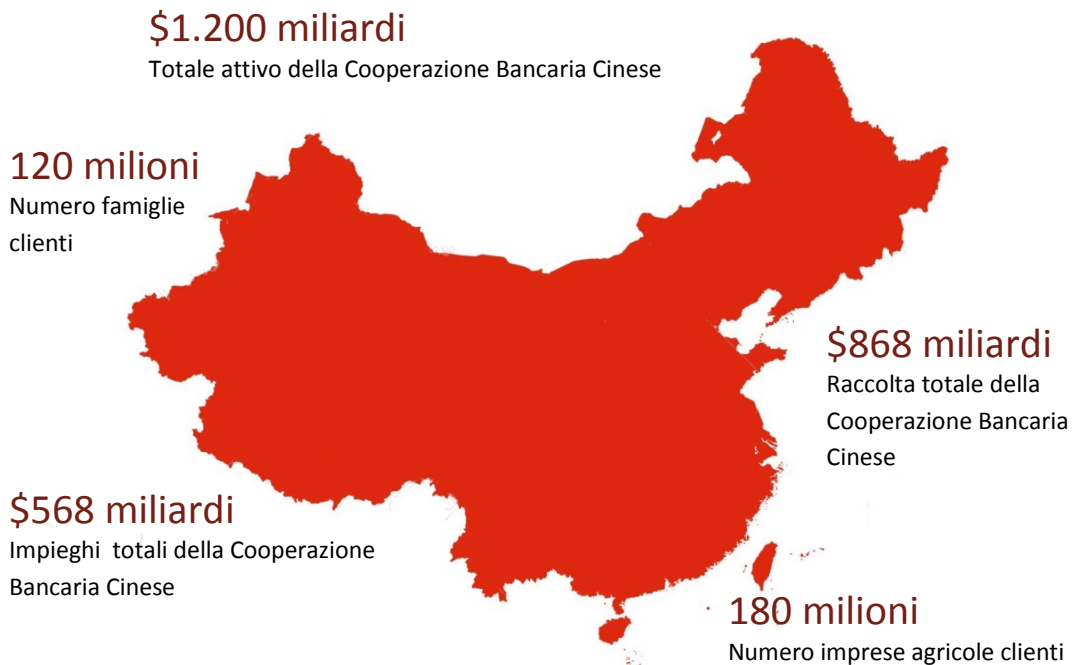 $1.200 miliardi
Totale attivo della Cooperazione Bancaria Cinese
120 milioni
Numero famiglie
clienti
$868 miliardi
Raccolta totale della
Cooperazione Bancaria
Cinese
$568 miliardi
Impieghi totali della Cooperazione
Bancaria Cinese
180 milioni
Numero imprese agricole clienti